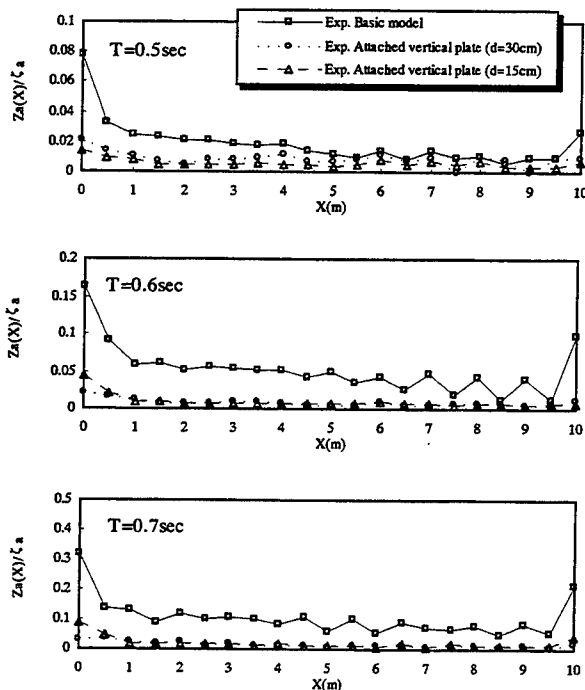 Exp. Basic model
Exp. Attached vertical plate (d=30cm)
Exp. Attached vertical plate (d=15cm)
T=0.5sec
Za(X)/ζa
0.1
0.08
0.06
0.04
0.02
0
0 1 2 3 4 5 6 7 8 9 10
X(m)
T=0.6sec
Za(X)/ζa
0.2
0.15
0.1
0.05
0
0 1 2 3 4 5 6 7 8 9 10
X(m)
T=0.7sec
Za(X)/ζa
0.5
0.4
0.3
0.2
0.1
0
0 1 2 3 4 5 6 7 8 9 10
X(m)